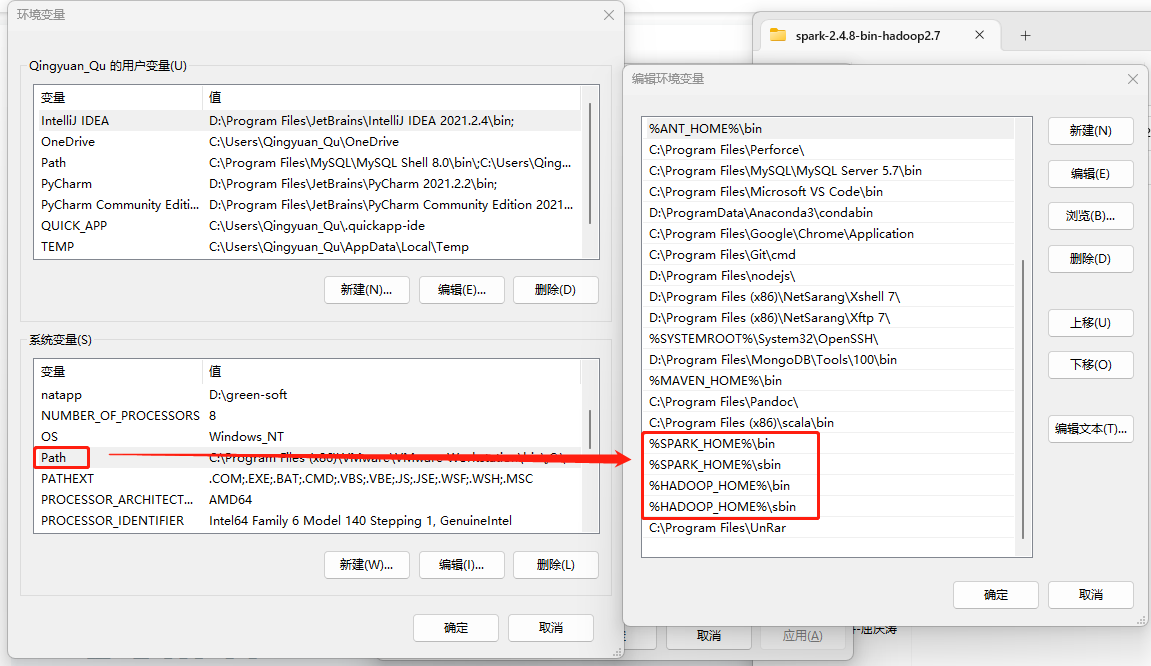 环境变量
Qingyuan_Qu 的用户变量(U)
变量 值
IntelliJ IDEA D:\Program Files\JetBrains\IntelliJ IDEA 2021.2.4\bin;
OneDrive C:\Users\Qingyuan_Qu\OneDrive
Path C:\Program Files\MySQL\MySQL Shell 8.0\bin\;C:\Users\Qing...
PyCharm D:\Program Files\JetBrains\PyCharm 2021.2.2\bin;
PyCharm Community Editi... D:\Program Files\JetBrains\PyCharm Community Edition 2021...
QUICK_APP C:\Users\Qingyuan_Qu\.quickapp-ide
TEMP C:\Users\Qingyuan_Qu\AppData\Local\Temp
新建(N)... 编辑(E)... 删除(D)
系统变量(S)
变量 值
natapp D:\green-soft
NUMBER_OF_PROCESSORS 8
OS Windows_NT
Path C:\Program Files (x86)\VMware\VMware Workstation\bin\;C:\
PATHEXT .COM;.EXE;.BAT;.CMD;.VBS;.VBE;.JS;.JSE;.WSF;.WSH;.MSC
PROCESSOR_ARCHITECT... AMD64
PROCESSOR_IDENTIFIER Intel64 Family 6 Model 140 Stepping 1, GenuineIntel
新建(W)... 编辑(I)... 删除(L)
确定 取消
spark-2.4.8-bin-hadoop2.7
编辑环境变量
%ANT_HOME%\bin
C:\Program Files\Perforce\
C:\Program Files\MySQL\MySQL Server 5.7\bin
C:\Program Files\Microsoft VS Code\bin
D:\ProgramData\Anaconda3\condabin
C:\Program Files\Google\Chrome\Application
C:\Program Files\Git\cmd
D:\Program Files\nodejs\
D:\Program Files (x86)\NetSarang\Xshell 7\
D:\Program Files (x86)\NetSarang\Xftp 7\
%SYSTEMROOT%\System32\OpenSSH\
D:\Program Files\MongoDB\Tools\100\bin
%MAVEN_HOME%\bin
C:\Program Files\Pandoc\
C:\Program Files (x86)\scala\bin
%SPARK_HOME%\bin
%SPARK_HOME%\sbin
%HADOOP_HOME%\bin
%HADOOP_HOME%\sbin
C:\Program Files\UnRar
新建(N)
编辑(E)
浏览(B)...
删除(D)
上移(U)
下移(O)
编辑文本(T)...
确定 取消
取消 应用(A)